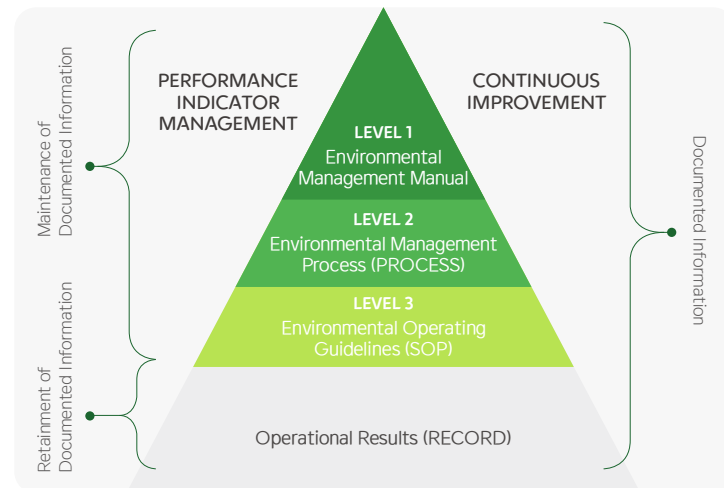 PERFORMANCE
INDICATOR
MANAGEMENT
CONTINUOUS
IMPROVEMENT
LEVEL 1
Environmental
Management Manual
LEVEL 2
Environmental Management
Process (PROCESS)
LEVEL 3
Environmental Operating
Guidelines (SOP)
Operational Results (RECORD)
Maintenance of
Documented Information
Retainment of
Documented Information
Documented Information